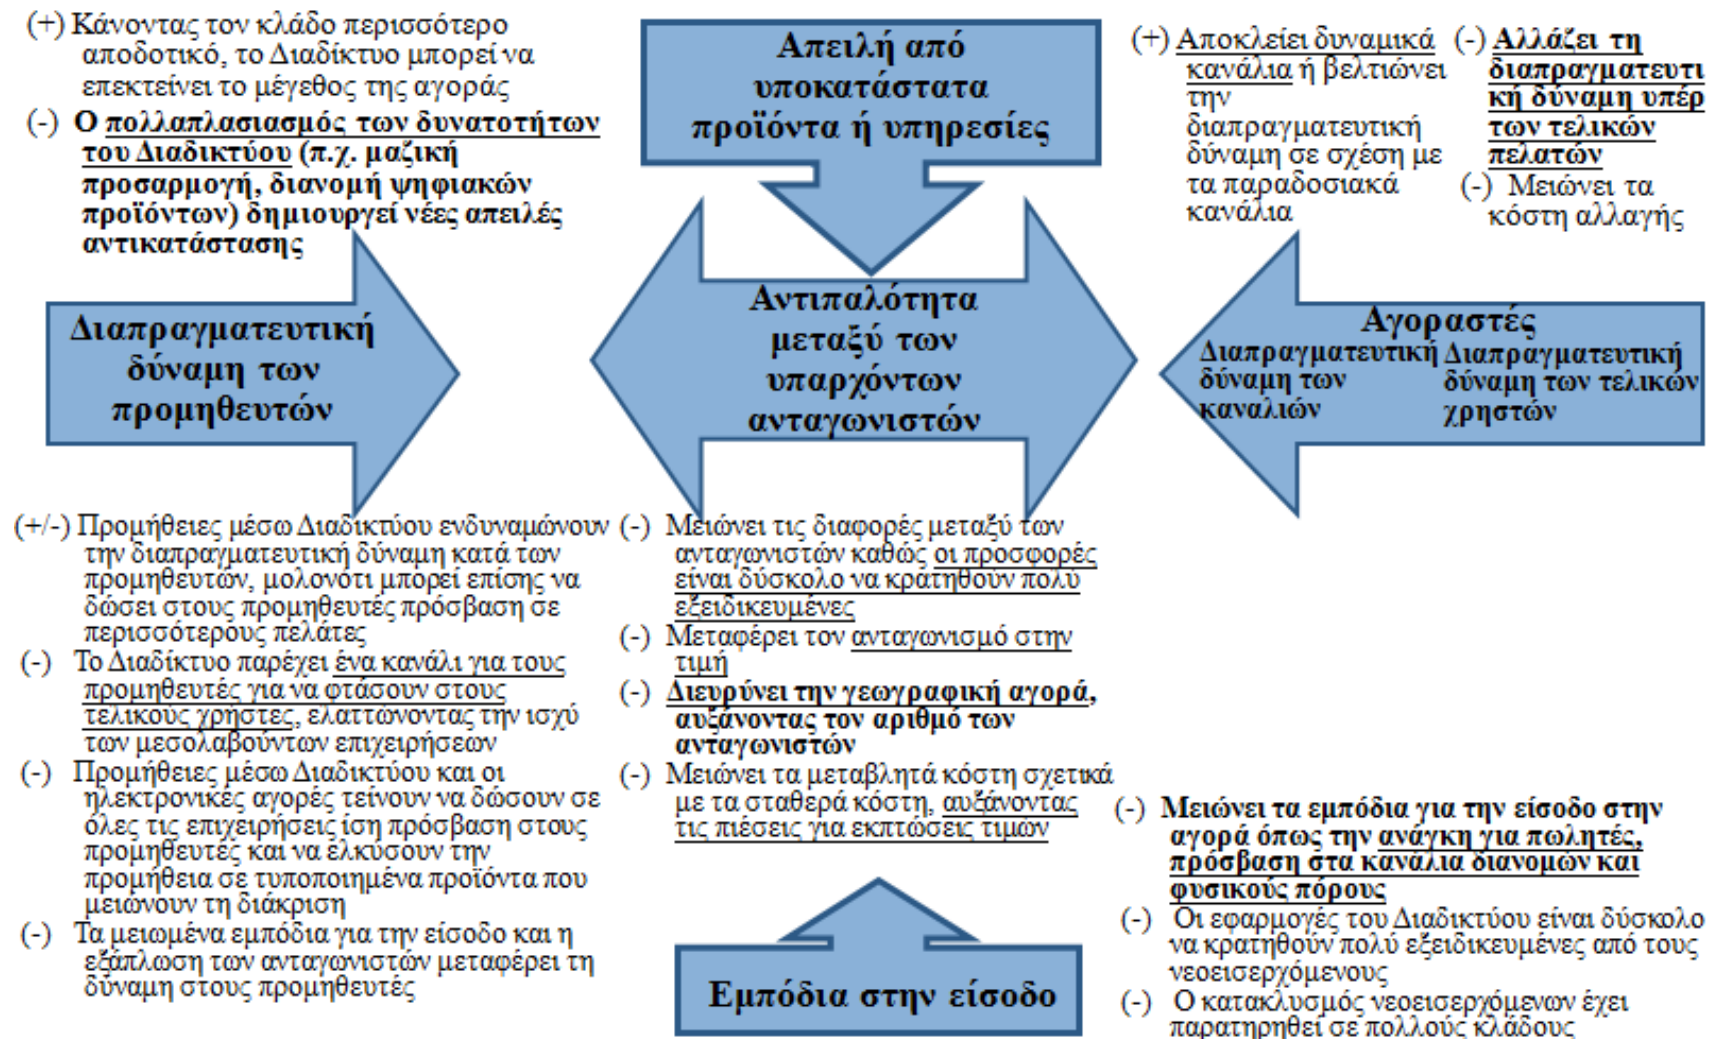 (+) Κάνοντας τον κλάδο περισσότερο
αποδοτικό, το Διαδίκτυο μπορεί να
επεκτείνει το μέγεθος της αγοράς
(-) Ο πολλαπλασιασμός των δυνατοτήτων
του Διαδικτύου (π.χ. μαζική
προσαρμογή, διανομή ψηφιακών
προϊόντων) δημιουργεί νέες απειλές
αντικατάστασης
Απειλή από
υποκατάστατα
προϊόντα ή υπηρεσίες
(+) Αποκλείει δυναμικά
κανάλια ή βελτιώνει
την
διαπραγματευτική
δύναμη σε σχέση με
τα παραδοσιακά
κανάλια
(-) Αλλάζει τη
διαπραγματευτι
κή δύναμη υπέρ
των τελικών
πελατών
(-) Μειώνει τα
κόστη αλλαγής
Διαπραγματευτική
δύναμη των
προμηθευτών
Αντιπαλότητα
μεταξύ των
υπαρχόντων
ανταγωνιστών
Αγοραστές
Διαπραγματευτική
δύναμη των
καναλιών
Διαπραγματευτική
δύναμη των τελικών
χρηστών
(+/-) Προμήθειες μέσω Διαδικτύου ενδυναμώνουν
την διαπραγματευτική δύναμη κατά των
προμηθευτών, μολονότι μπορεί επίσης να
δώσει στους προμηθευτές πρόσβαση σε
περισσότερους πελάτες
(-) Το Διαδίκτυο παρέχει ένα κανάλι για τους
προμηθευτές για να φτάσουν στους
τελικούς χρήστες, ελαττώνοντας την ισχύ
των μεσολαβούντων επιχειρήσεων
(-) Προμήθειες μέσω Διαδικτύου και οι
ηλεκτρονικές αγορές τείνουν να δώσουν σε
όλες τις επιχειρήσεις ίση πρόσβαση στους
προμηθευτές και να ελκύσουν την
προμήθεια σε τυποποιημένα προϊόντα που
μειώνουν τη διάκριση
(-) Τα μειωμένα εμπόδια για την είσοδο και η
εξάπλωση των ανταγωνιστών μεταφέρει τη
δύναμη στους προμηθευτές
(-) Μειώνει τις διαφορές μεταξύ των
ανταγωνιστών καθώς οι προσφορές
είναι δύσκολο να κρατηθούν πολύ
εξειδικευμένες
(-) Μεταφέρει τον ανταγωνισμό στην
τιμή
(-) Διευρύνει την γεωγραφική αγορά,
αυξάνοντας τον αριθμό των
ανταγωνιστών
(-) Μειώνει τα μεταβλητά κόστη σχετικά
με τα σταθερά κόστη, αυξάνοντας
τις πιέσεις για εκπτώσεις τιμών
Εμπόδια στην είσοδο
(-) Μειώνει τα εμπόδια για την είσοδο στην
αγορά όπως την ανάγκη για πωλητές,
πρόσβαση στα κανάλια διανομών και
φυσικούς πόρους
(-) Οι εφαρμογές του Διαδικτύου είναι δύσκολο
να κρατηθούν πολύ εξειδικευμένες από τους
νεοεισερχόμενους
(-) Ο κατακλυσμός νεοεισερχόμενων έχει
παρατηρηθεί σε πολλούς κλάδους